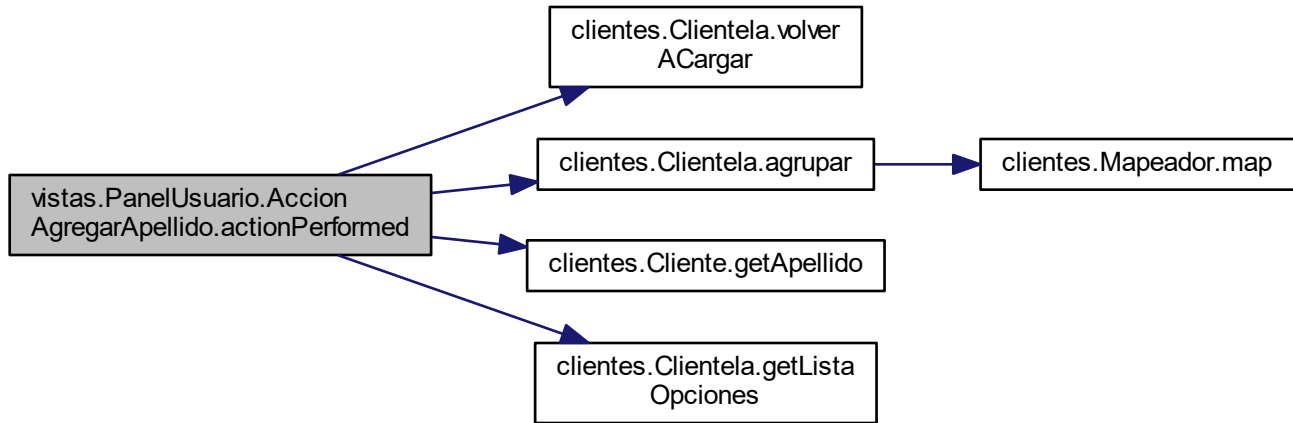 clientes.Clientela.volver
ACargar
clientes.Clientela.agrupar
clientes.Mapeador.map
vistas.PanelUsuario.Accion
AgregarApellido.actionPerformed
clientes.Cliente.getApellido
clientes.Clientela.getLista
Opciones